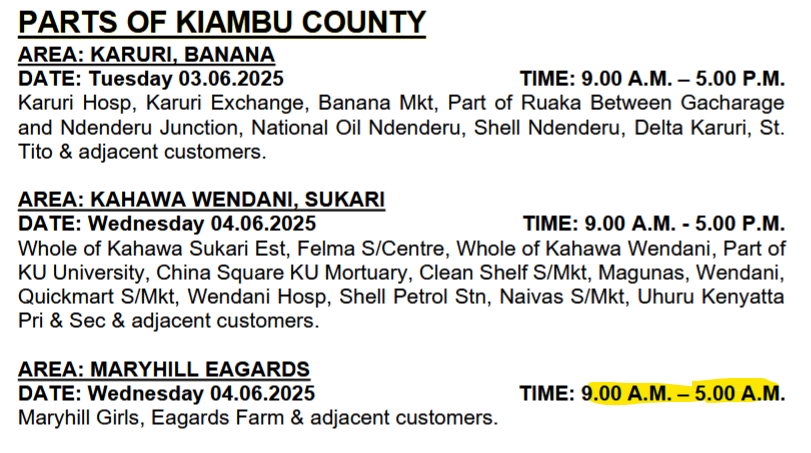 PARTS OF KIAMBU COUNTY
AREA: KARURI, BANANA
DATE: Tuesday 03.06.2025 TIME: 9.00 A.M. – 5.00 P.M.
Karuri Hosp, Karuri Exchange, Banana Mkt, Part of Ruaka Between Gacharage
and Ndenderu Junction, National Oil Ndenderu, Shell Ndenderu, Delta Karuri, St.
Tito & adjacent customers.
AREA: KAHAWA WENDANI, SUKARI
DATE: Wednesday 04.06.2025 TIME: 9.00 A.M. - 5.00 P.M.
Whole of Kahawa Sukari Est, Felma S/Centre, Whole of Kahawa Wendani, Part of
KU University, China Square KU Mortuary, Clean Shelf S/Mkt, Magunas, Wendani,
Quickmart S/Mkt, Wendani Hosp, Shell Petrol Stn, Naivas S/Mkt, Uhuru Kenyatta
Pri & Sec & adjacent customers.
AREA: MARYHILL EAGARDS
DATE: Wednesday 04.06.2025 TIME: 9.00 A.M. – 5.00 A.M.
Maryhill Girls, Eagards Farm & adjacent customers.